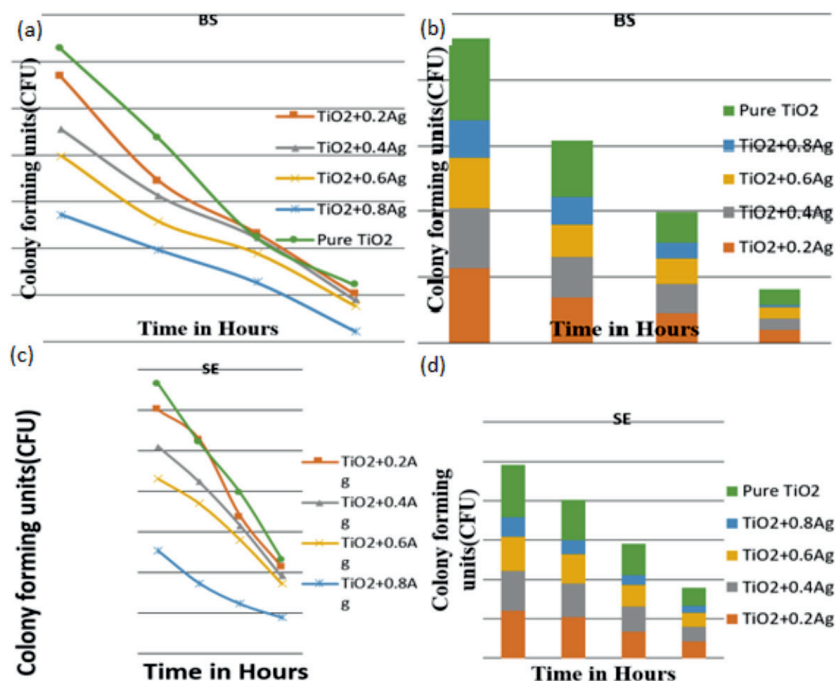 (a)
BS
Colony forming units(CFU)
TiO2+0.2Ag
TiO2+0.4Ag
TiO2+0.6Ag
TiO2+0.8Ag
Pure TiO2
Time in Hours
(b)
BS
Colony forming units(CFU)
Pure TiO2
TiO2+0.8Ag
TiO2+0.6Ag
TiO2+0.4Ag
TiO2+0.2Ag
Time in Hours
(c)
SE
Colony forming units(CFU)
TiO2+0.2A
g
TiO2+0.4A
g
TiO2+0.6A
g
TiO2+0.8A
g
Time in Hours
(d)
SE
Colony forming
units(CFU)
Pure TiO2
TiO2+0.8Ag
TiO2+0.6Ag
TiO2+0.4Ag
TiO2+0.2Ag
Time in Hours